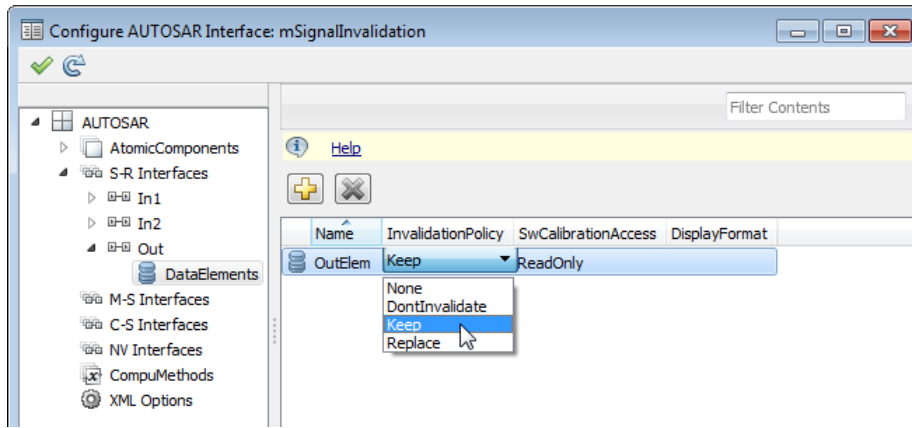 Configure AUTOSAR Interface: mSignalInvalidation
Filter Contents
AUTOSAR
AtomicComponents
S-R Interfaces
In1
In2
Out
DataElements
M-S Interfaces
C-S Interfaces
NV Interfaces
CompuMethods
XML Options
Help
Name InvalidationPolicy SwCalibrationAccess DisplayFormat
OutElem Keep ReadOnly
None
DontInvalidate
Keep
Replace